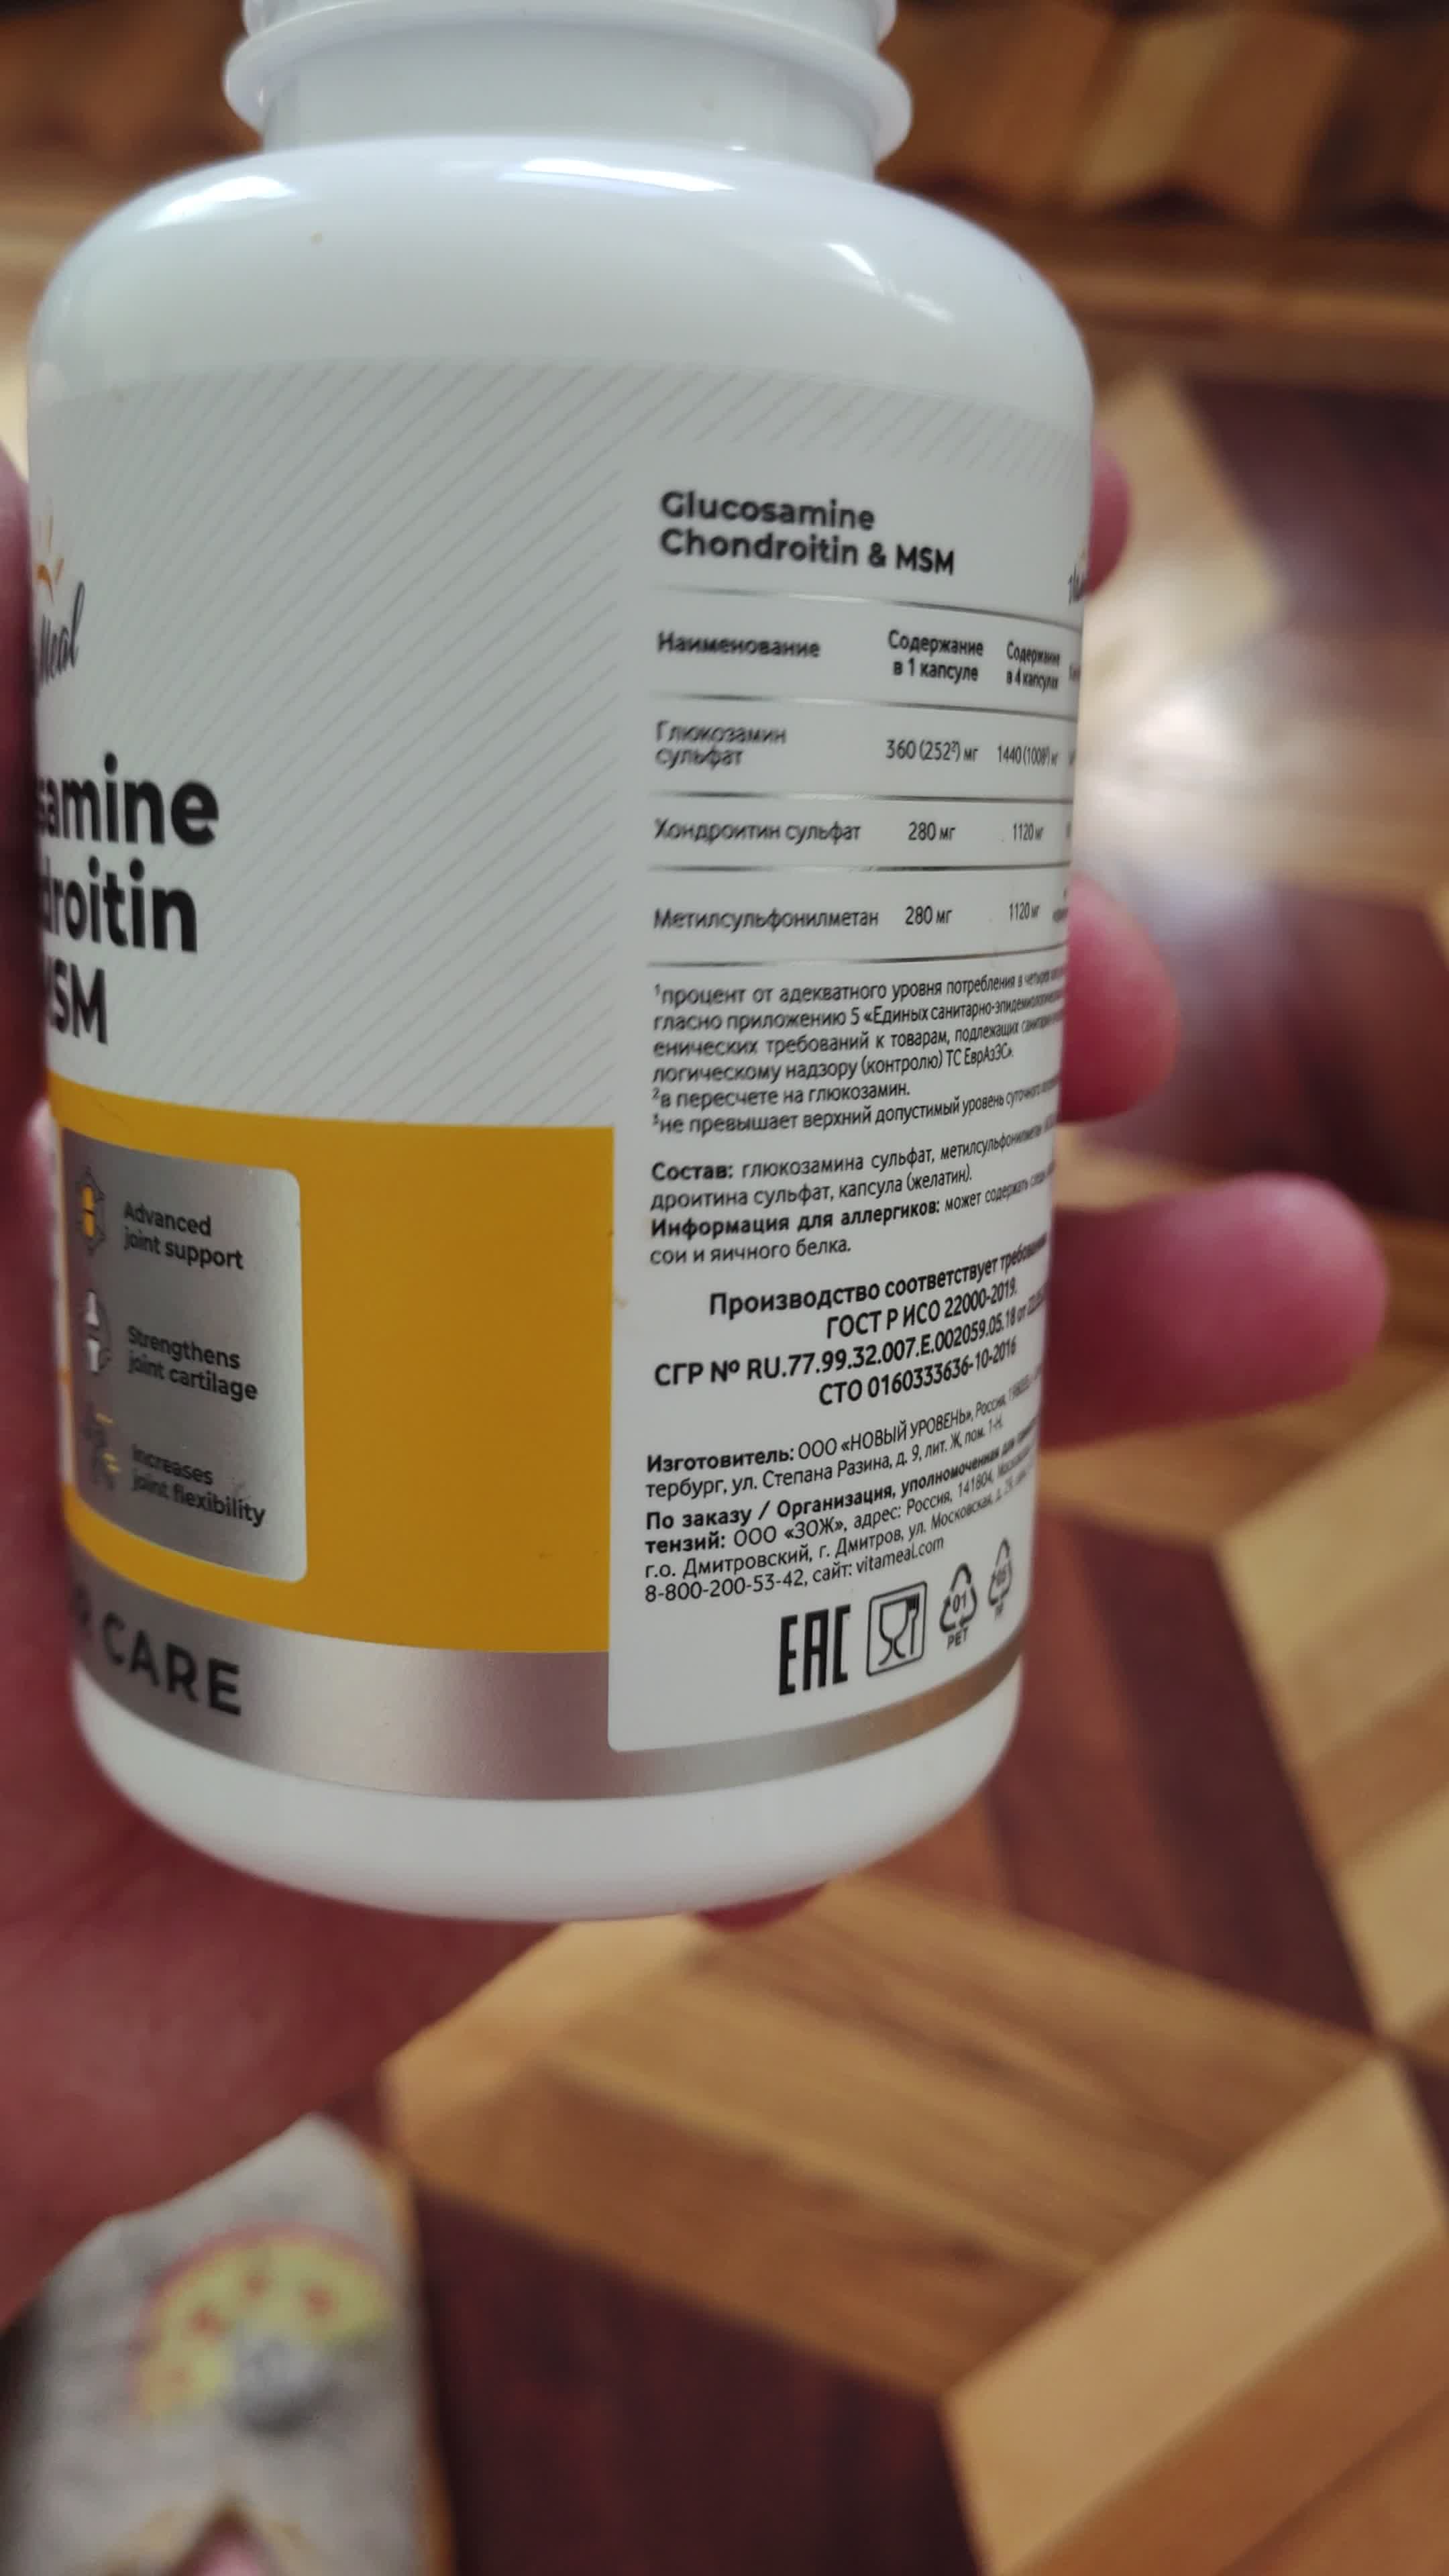 Meal
samine
droitin
MSM
Advanced
joint support
Strengthens
joint cartilage
Increases
joint flexibility
CARE
Glucosamine
Chondroitin & MSM
Наименование Содержание в 1 капсуле Содержание в 4 капсулах
Глюкозамин сульфат 360 (252²) мг 1440 (1008²) мг
Хондроитин сульфат 280 мг 1120 мг
Метилсульфонилметан 280 мг 1120 мг
¹процент от адекватного уровня потребления в
гласно приложению 5 «Единых санитарно-эпидемиологи
енических требований к товарам, подлежащих
логическому надзору (контролю) ТС ЕврАзЭС».
²в пересчете на глюкозамин.
³не превышает верхний допустимый уровень суточного
Состав: глюкозамина сульфат, метилсульфонилметан
дроитина сульфат, капсула (желатин).
Информация для аллергиков: может содержать следы
сои и яичного белка.
Производство соответствует требованиям
ГОСТ Р ИСО 22000-2019.
СГР № RU.77.99.32.007.Е.002059.05.18 от
СТО 0160333636-10-2016
Изготовитель: ООО «НОВЫЙ УРОВЕНЬ», Россия,
тербург, ул. Степана Разина, д. 9, лит. Ж, пом. 1-Н.
По заказу / Организация, уполномоченная для
тензий: ООО «ЗОЖ», адрес: Россия, 141804,
г.о. Дмитровский, г. Дмитров, ул. Московская, д.
8-800-200-53-42, сайт: vitameal.com
ЕАС
01
PET